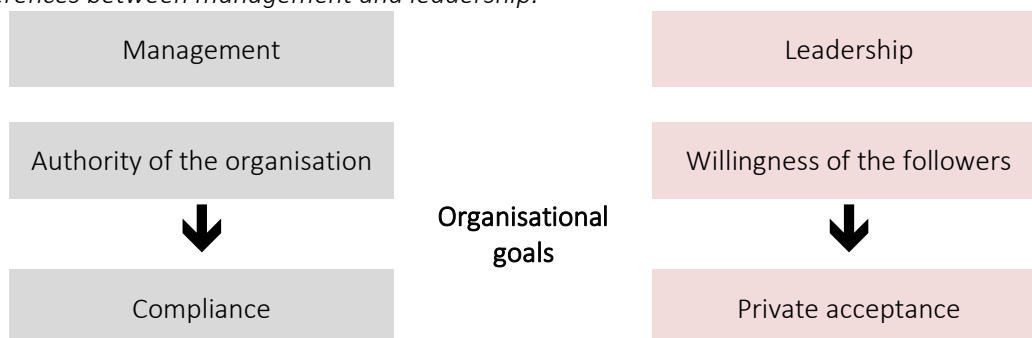 between management and leadership.
Management
Leadership
Authority of the organisation
Willingness of the followers
Organisational
goals
Compliance
Private acceptance